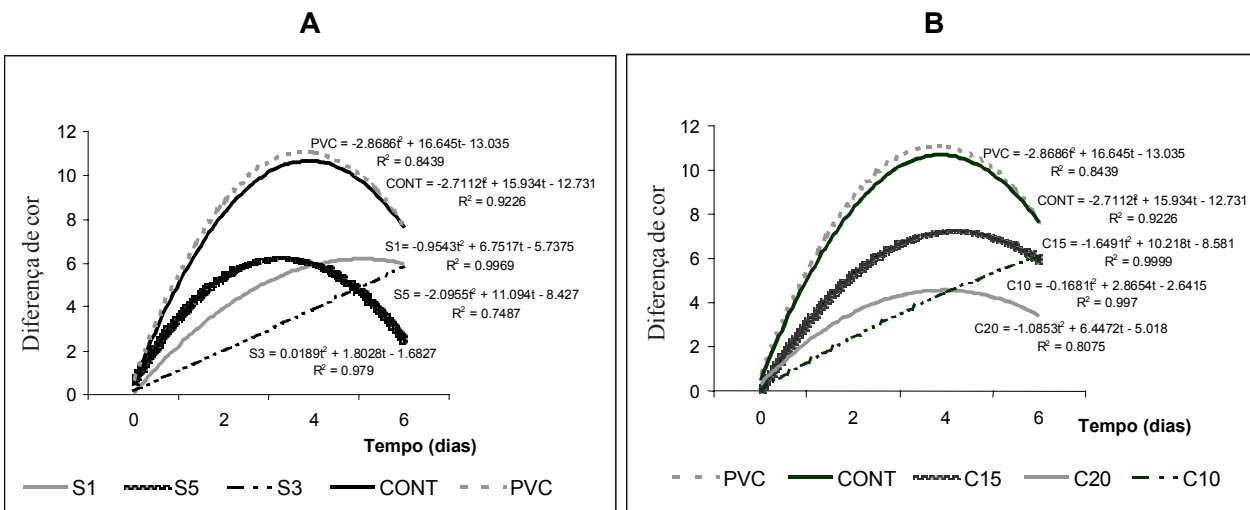 A
Diferença de cor
12
10
8
6
4
2
0
PVC = -2.8686t² + 16.645t- 13.035
R² = 0.8439
CONT = -2.7112t² + 15.934t - 12.731
R² = 0.9226
S1= -0.9543t² + 6.7517t - 5.7375
R² = 0.9969
S5 = -2.0955t² + 11.094t - 8.427
R² = 0.7487
S3 = 0.0189t² + 1.8028t - 1.6827
R² = 0.979
0 2 4 6
Tempo (dias)
S1 S5 S3 CONT PVC
B
Diferença de cor
12
10
8
6
4
2
0
PVC = -2.8686t² + 16.645t - 13.035
R² = 0.8439
CONT = -2.7112t² + 15.934t - 12.731
R² = 0.9226
C15 = -1.6491t² + 10.218t - 8.581
R² = 0.9999
C10 = -0.1681t² + 2.8654t - 2.6415
R² = 0.997
C20 = -1.0853t² + 6.4472t - 5.018
R² = 0.8075
0 2 4 6
Tempo (dias)
PVC CONT C15 C20 C10